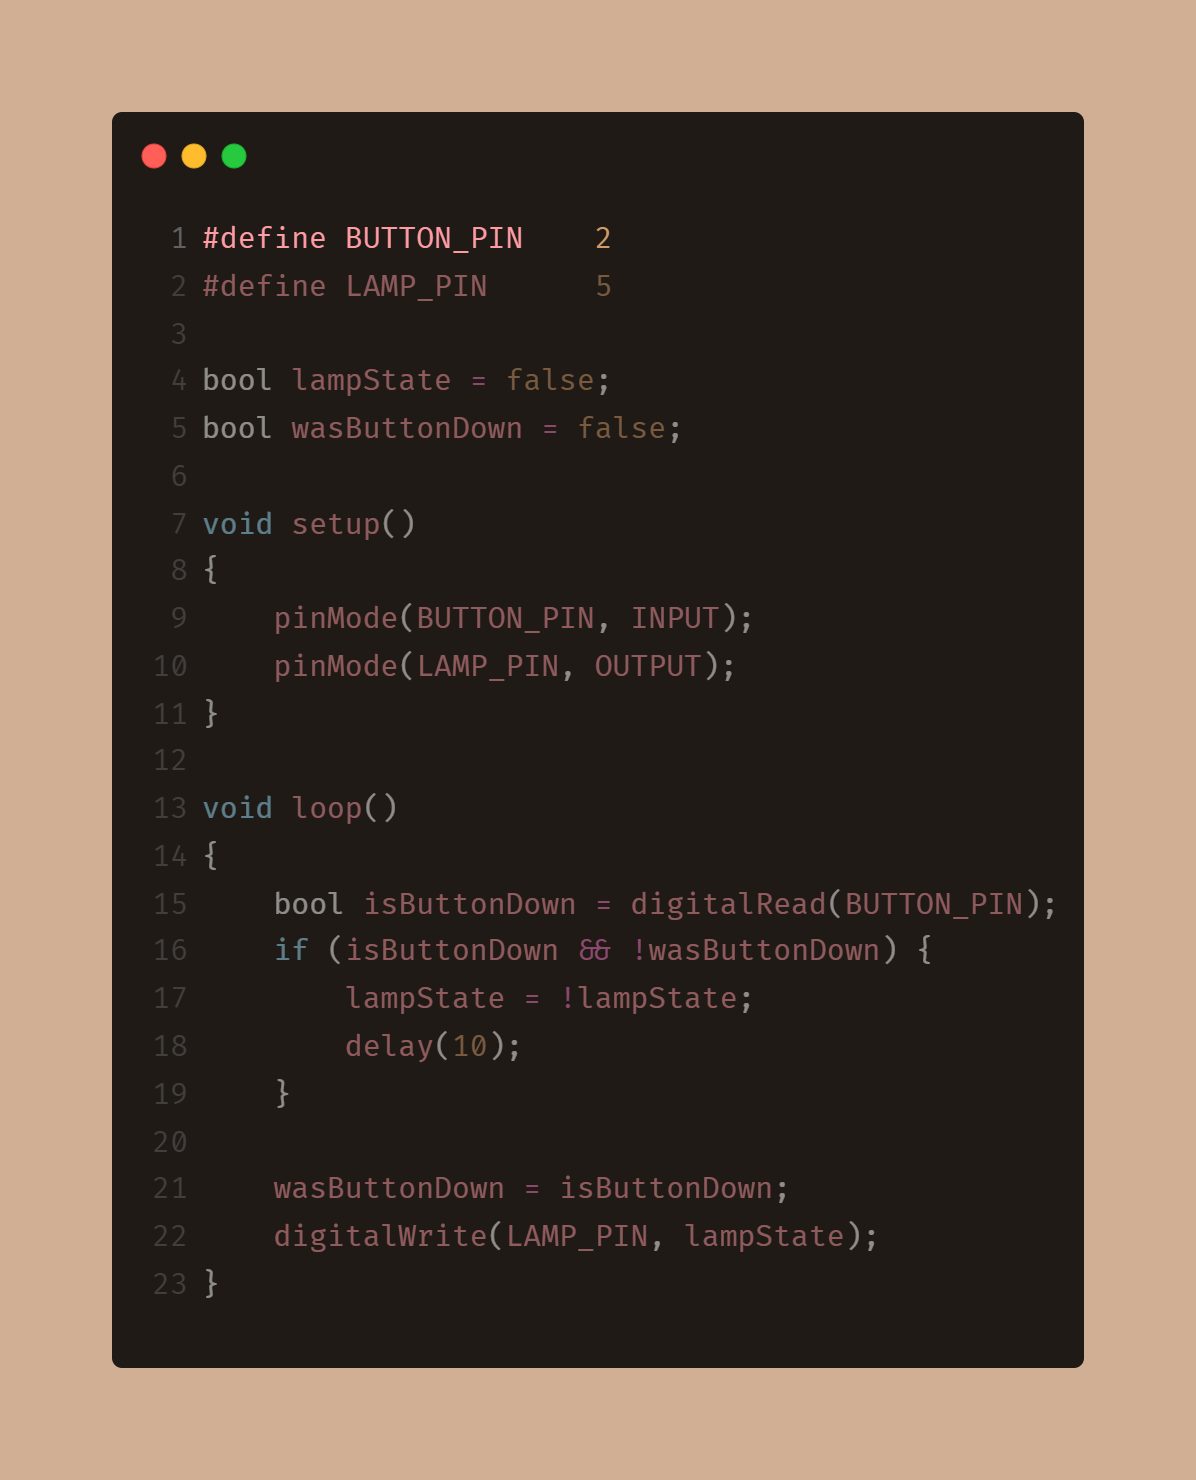 1 #define BUTTON_PIN    2
2 #define LAMP_PIN      5
3
4 bool lampState = false;
5 bool wasButtonDown = false;
6
7 void setup()
8 {
9     pinMode(BUTTON_PIN, INPUT);
10     pinMode(LAMP_PIN, OUTPUT);
11 }
12
13 void loop()
14 {
15     bool isButtonDown = digitalRead(BUTTON_PIN);
16     if (isButtonDown && !wasButtonDown) {
17         lampState = !lampState;
18         delay(10);
19     }
20
21     wasButtonDown = isButtonDown;
22     digitalWrite(LAMP_PIN, lampState);
23 }